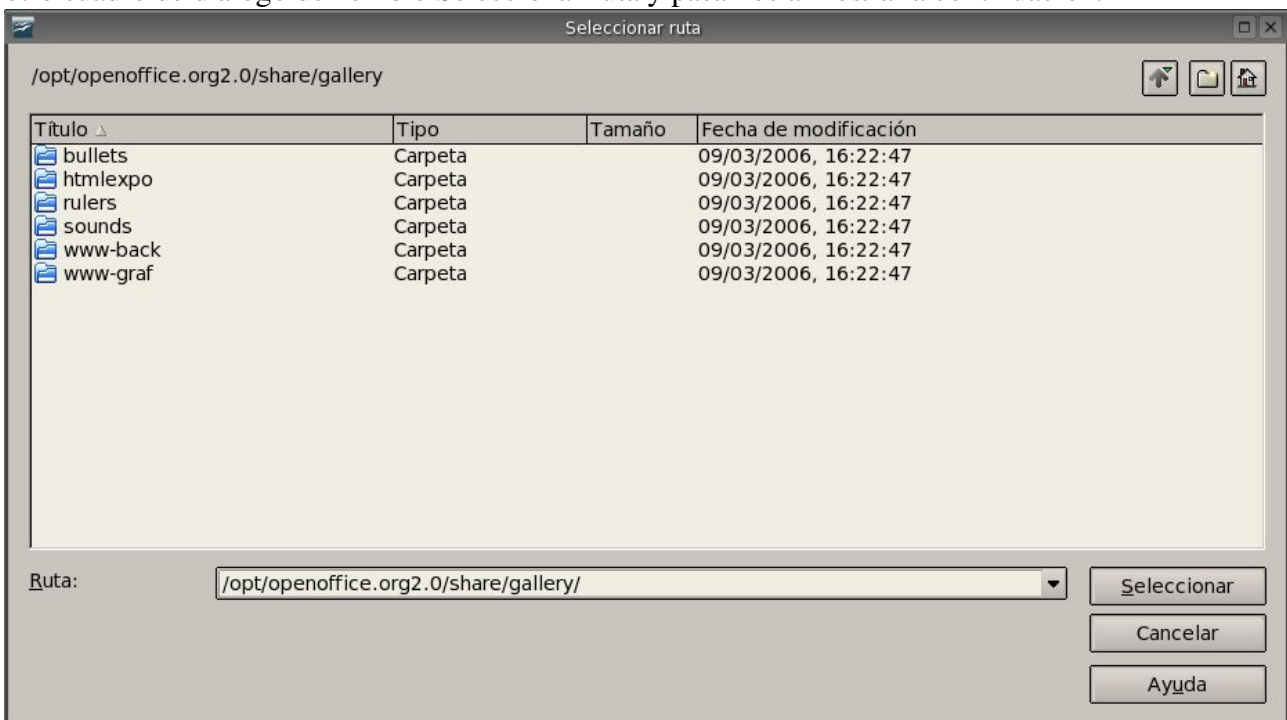 Seleccionar ruta
/opt/openoffice.org2.0/share/gallery
Título Tipo Tamaño Fecha de modificación
bullets Carpeta 09/03/2006, 16:22:47
htmlexpo Carpeta 09/03/2006, 16:22:47
rulers Carpeta 09/03/2006, 16:22:47
sounds Carpeta 09/03/2006, 16:22:47
www-back Carpeta 09/03/2006, 16:22:47
www-graf Carpeta 09/03/2006, 16:22:47
Ruta: /opt/openoffice.org2.0/share/gallery/ Seleccionar
Cancelar
Ayuda